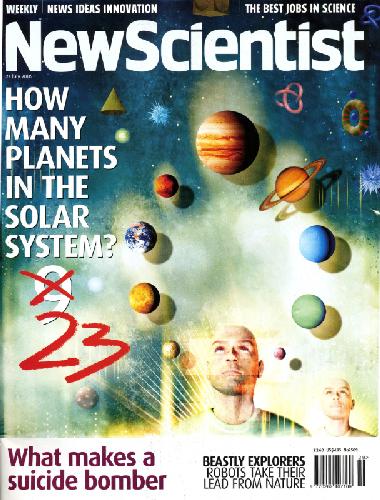 WEEKLY NEWS IDEAS INNOVATION
THE BEST JOBS IN SCIENCE
NewScientist
HOW
MANY
PLANETS
IN THE
SOLAR
SYSTEM?
9
23
What makes a
suicide bomber
BEASTLY EXPLORERS
ROBOTS TAKE THEIR
LEAD FROM NATURE